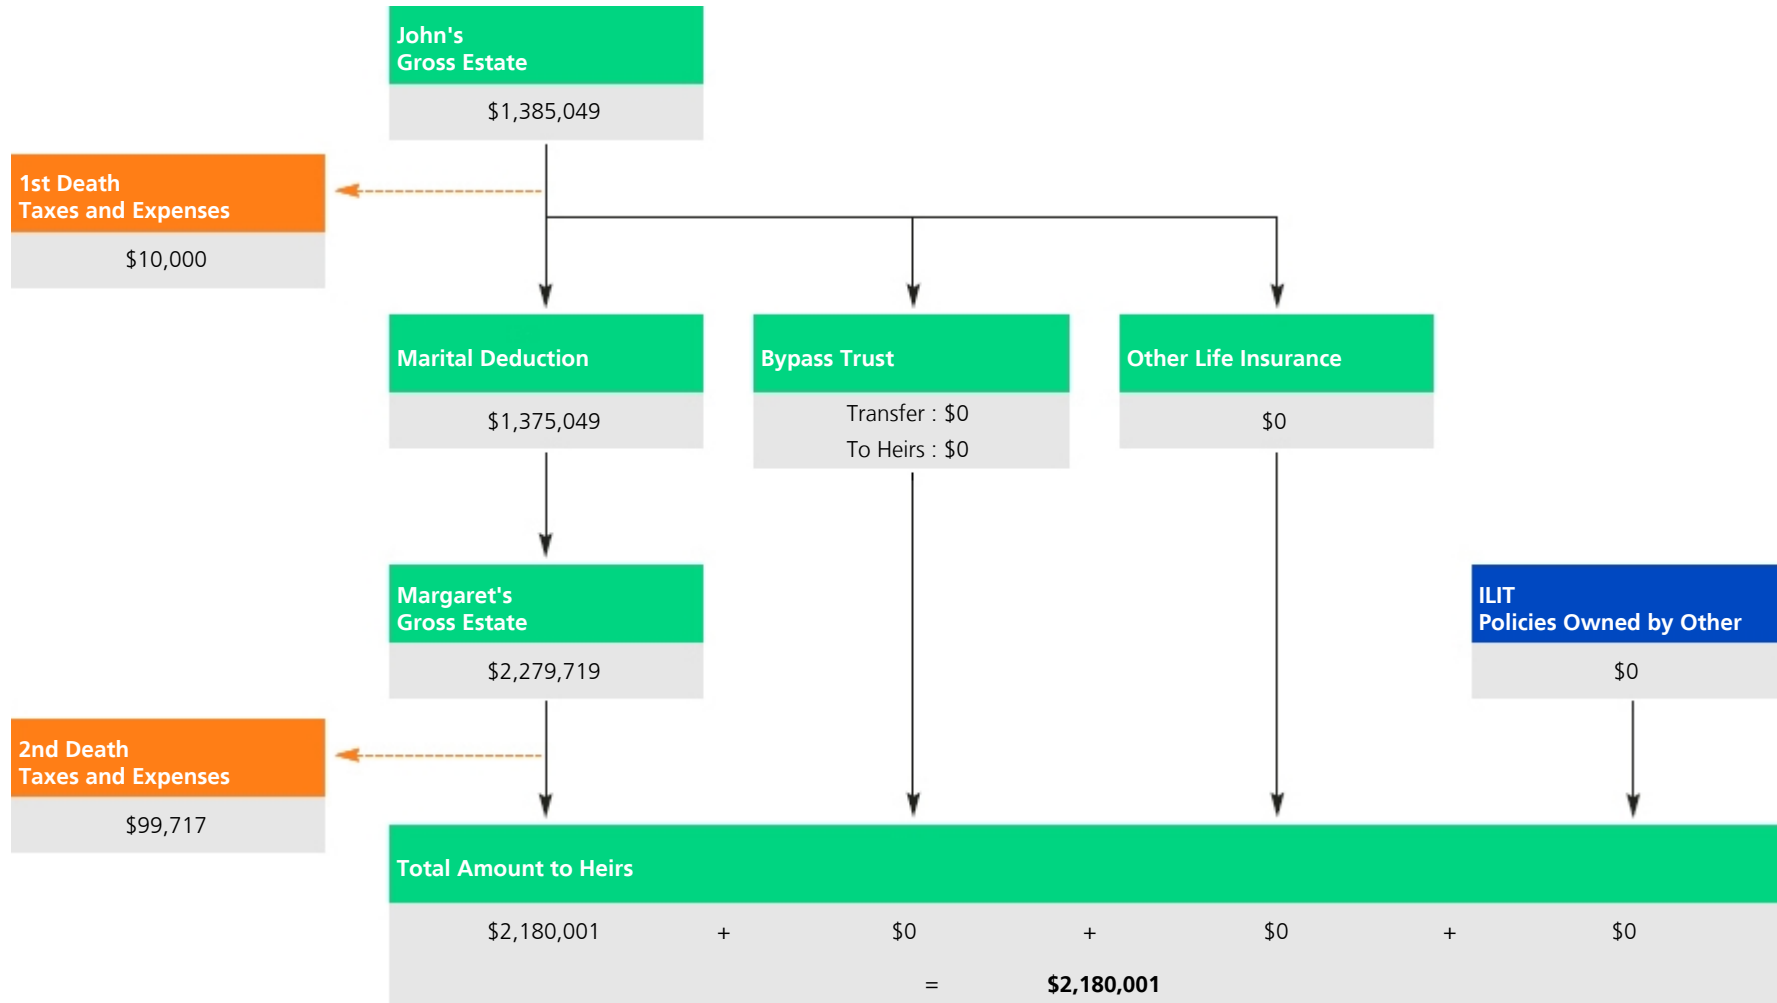 John's
Gross Estate
$1,385,049
1st Death
Taxes and Expenses
$10,000
Marital Deduction
$1,375,049
Bypass Trust
Transfer : $0
To Heirs : $0
Other Life Insurance
$0
Margaret's
Gross Estate
$2,279,719
ILIT
Policies Owned by Other
$0
2nd Death
Taxes and Expenses
$99,717
Total Amount to Heirs
$2,180,001 + $0 + $0 + $0
= $2,180,001